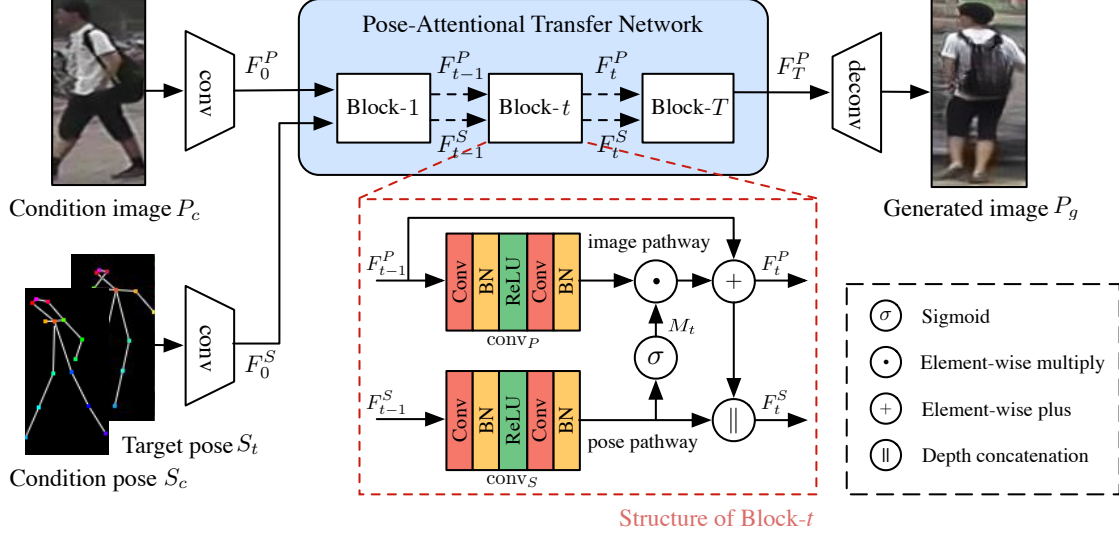 Pose-Attentional Transfer Network
conv
F_0^P
Block-1
F_{t-1}^P
F_{t-1}^S
Block-t
F_t^P
F_t^S
Block-T
F_T^P
deconv
Condition image P_c
Generated image P_g
conv
F_0^S
Target pose S_t
Condition pose S_c
F_{t-1}^P
Conv
BN
ReLU
Conv
BN
conv_P
image pathway
M_t
σ
+
F_t^P
F_{t-1}^S
Conv
BN
ReLU
Conv
BN
conv_S
pose pathway
||
F_t^S
Structure of Block-t
σ Sigmoid
• Element-wise multiply
+ Element-wise plus
|| Depth concatenation